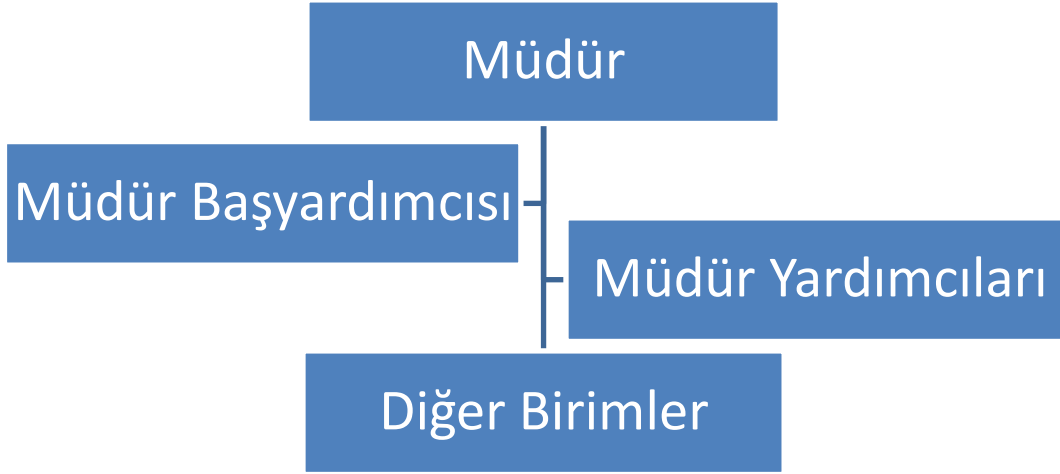 Müdür
Müdür Başyardımcısı
Müdür Yardımcıları
Diğer Birimler